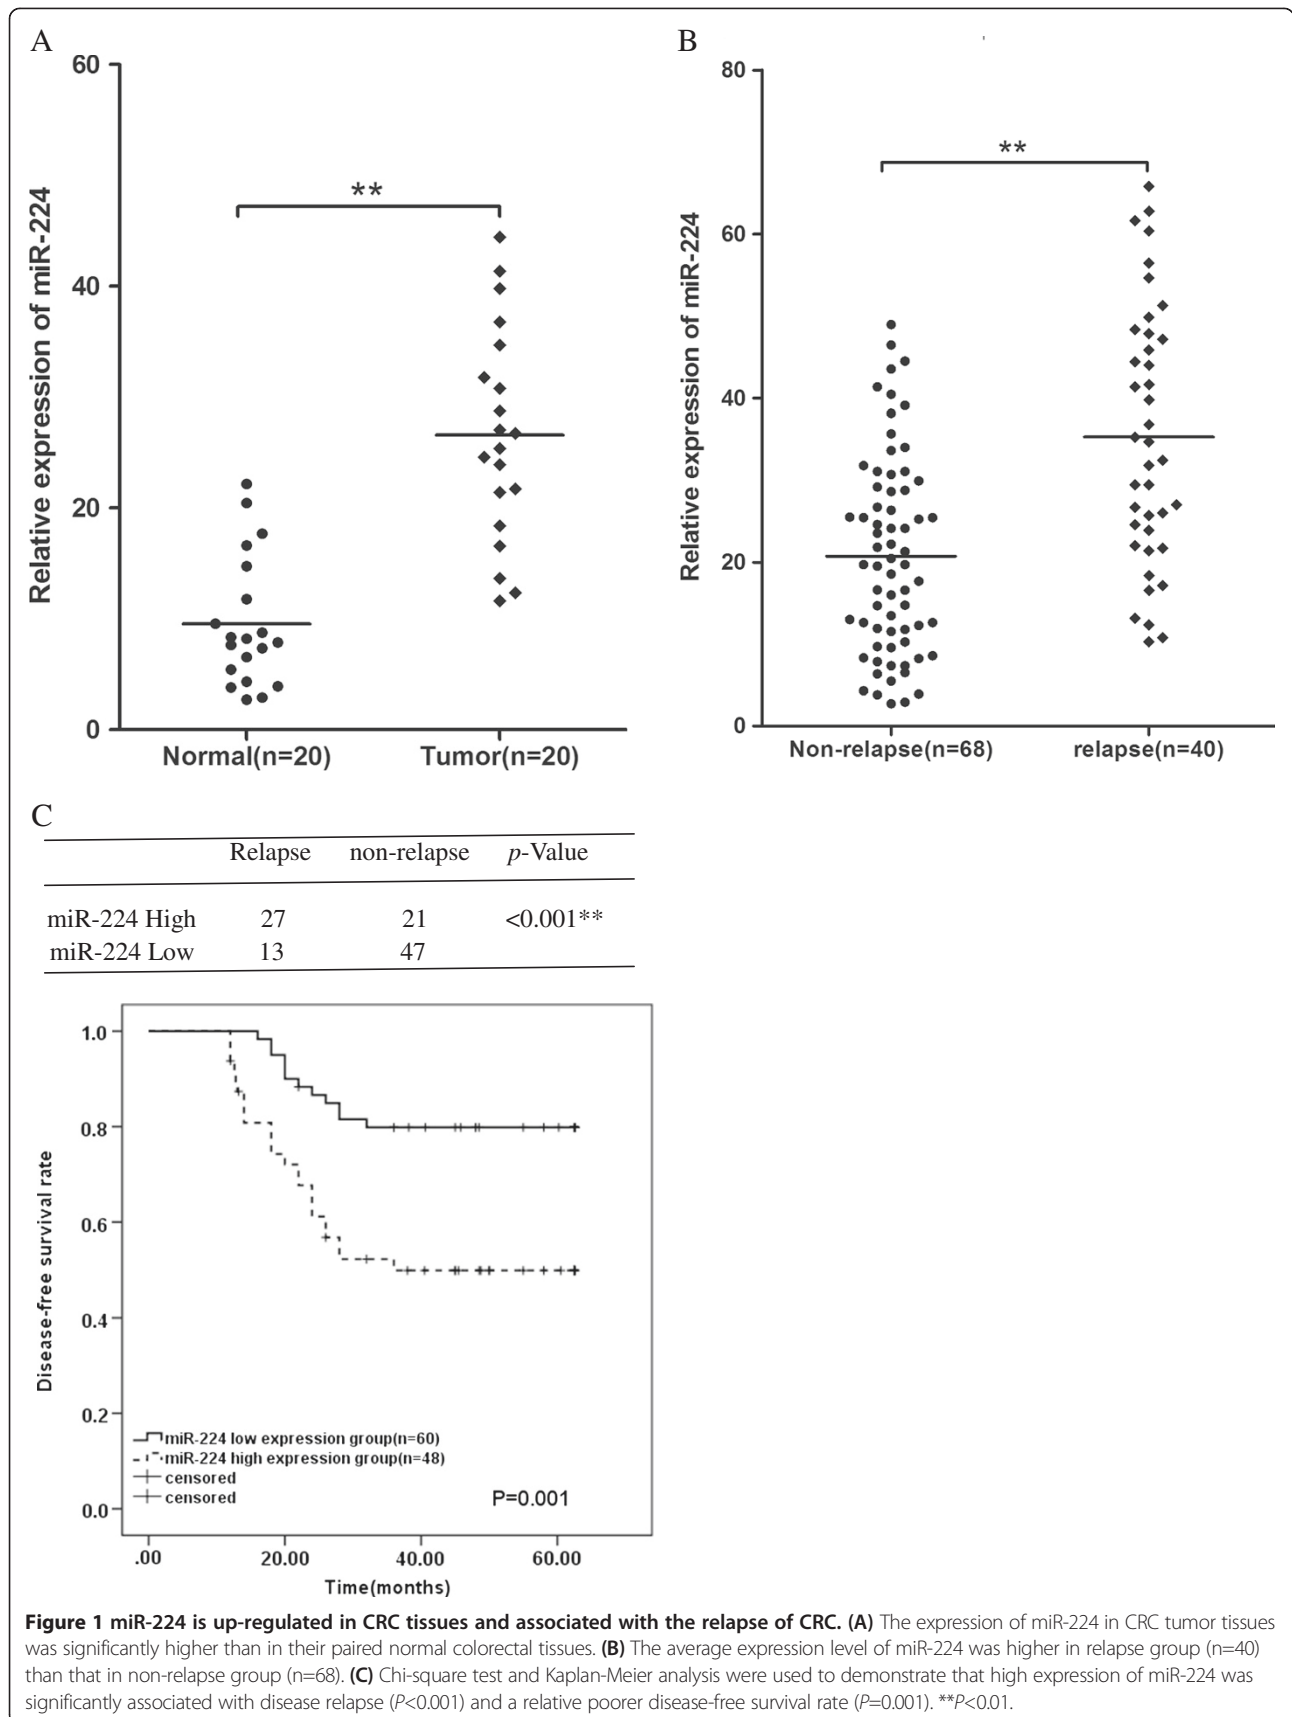 A
Relative expression of miR-224
60
40
20
0
**
Normal(n=20) Tumor(n=20)
B
Relative expression of miR-224
80
60
40
20
0
**
Non-relapse(n=68) relapse(n=40)
C
Relapse non-relapse p-Value
miR-224 High 27 21 <0.001**
miR-224 Low 13 47
Disease-free survival rate
1.0
0.8
0.6
0.4
0.2
0.0
miR-224 low expression group(n=60)
miR-224 high expression group(n=48)
censored
censored
P=0.001
.00 20.00 40.00 60.00
Time(months)
Figure 1 miR-224 is up-regulated in CRC tissues and associated with the relapse of CRC. (A) The expression of miR-224 in CRC tumor tissues
was significantly higher than in their paired normal colorectal tissues. (B) The average expression level of miR-224 was higher in relapse group (n=40)
than that in non-relapse group (n=68). (C) Chi-square test and Kaplan-Meier analysis were used to demonstrate that high expression of miR-224 was
significantly associated with disease relapse (P<0.001) and a relative poorer disease-free survival rate (P=0.001). **P<0.01.